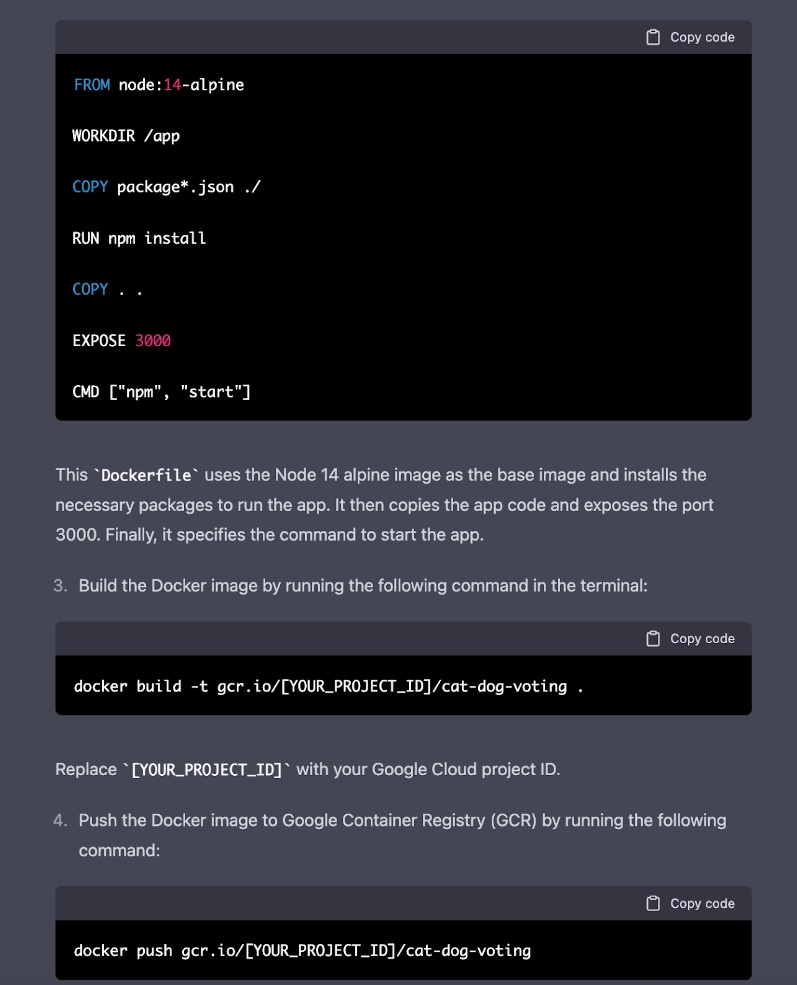 Copy code
FROM node:14-alpine
WORKDIR /app
COPY package*.json ./
RUN npm install
COPY . .
EXPOSE 3000
CMD ["npm", "start"]
This `Dockerfile` uses the Node 14 alpine image as the base image and installs the
necessary packages to run the app. It then copies the app code and exposes the port
3000. Finally, it specifies the command to start the app.
3. Build the Docker image by running the following command in the terminal:
Copy code
docker build -t gcr.io/[YOUR_PROJECT_ID]/cat-dog-voting .
Replace `[YOUR_PROJECT_ID]` with your Google Cloud project ID.
4. Push the Docker image to Google Container Registry (GCR) by running the following
command:
Copy code
docker push gcr.io/[YOUR_PROJECT_ID]/cat-dog-voting